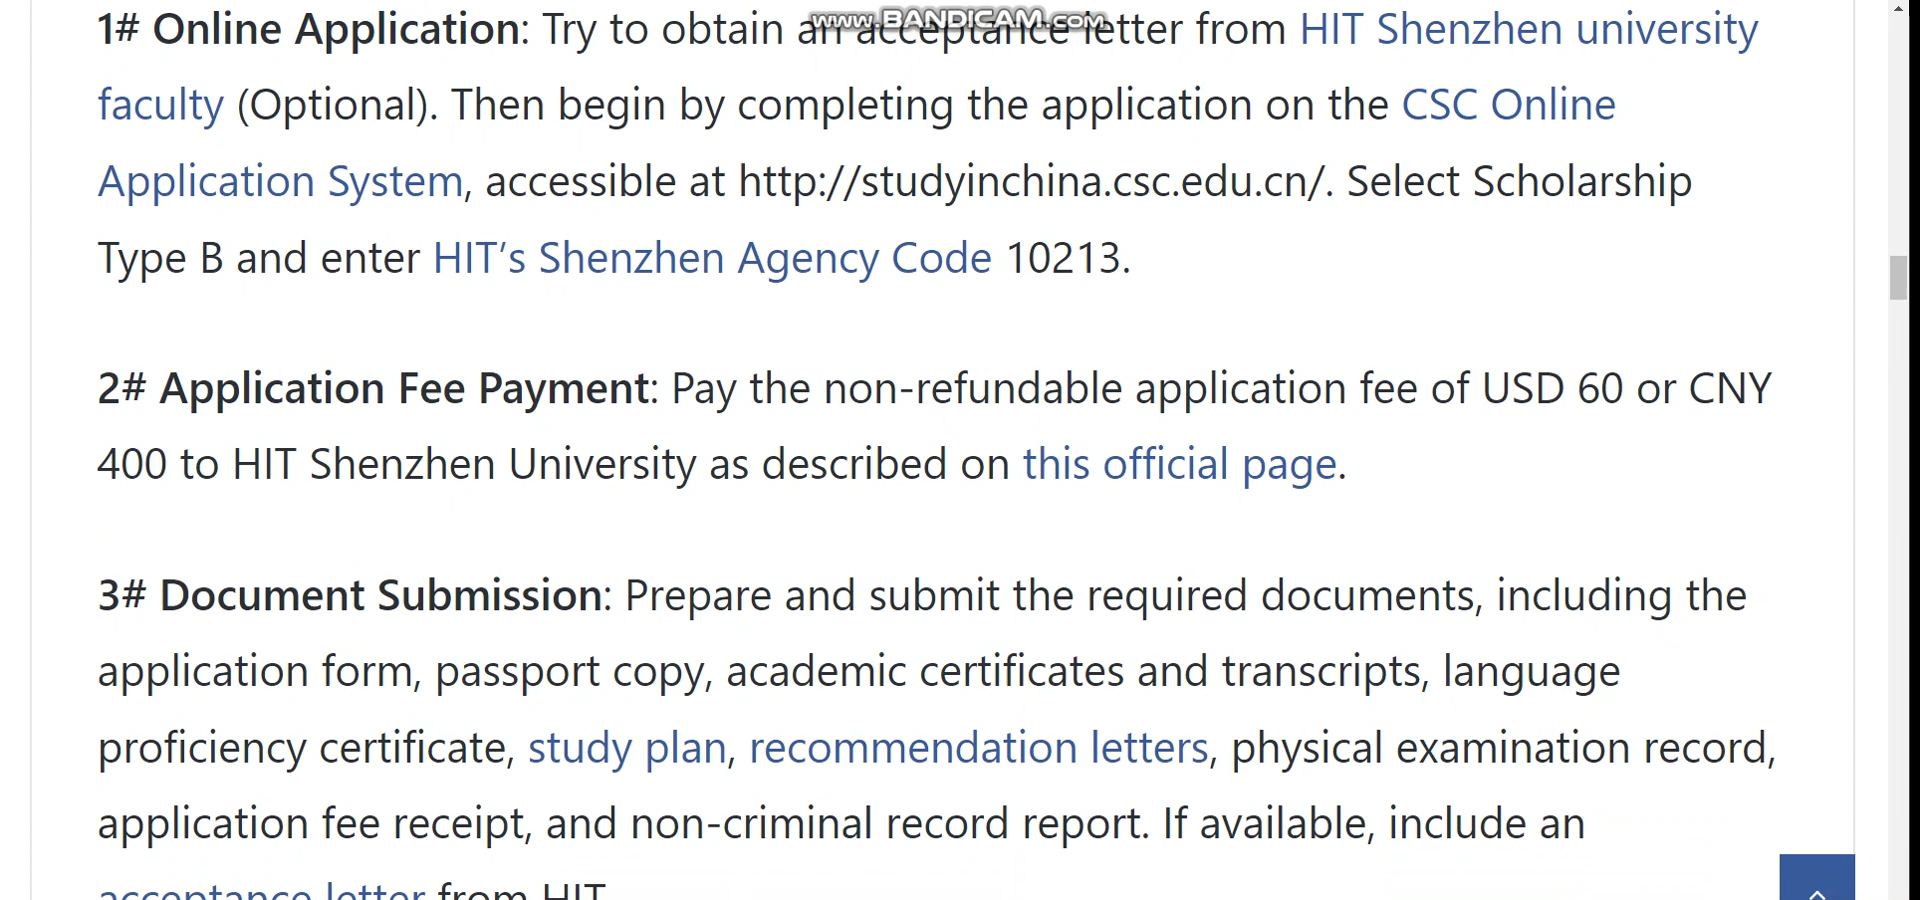 www.BANDICAM.com
1# Online Application: Try to obtain an acceptance letter from HIT Shenzhen university
faculty (Optional). Then begin by completing the application on the CSC Online
Application System, accessible at http://studyinchina.csc.edu.cn/. Select Scholarship
Type B and enter HIT’s Shenzhen Agency Code 10213.
2# Application Fee Payment: Pay the non-refundable application fee of USD 60 or CNY
400 to HIT Shenzhen University as described on this official page.
3# Document Submission: Prepare and submit the required documents, including the
application form, passport copy, academic certificates and transcripts, language
proficiency certificate, study plan, recommendation letters, physical examination record,
application fee receipt, and non-criminal record report. If available, include an
acceptance letter from HIT